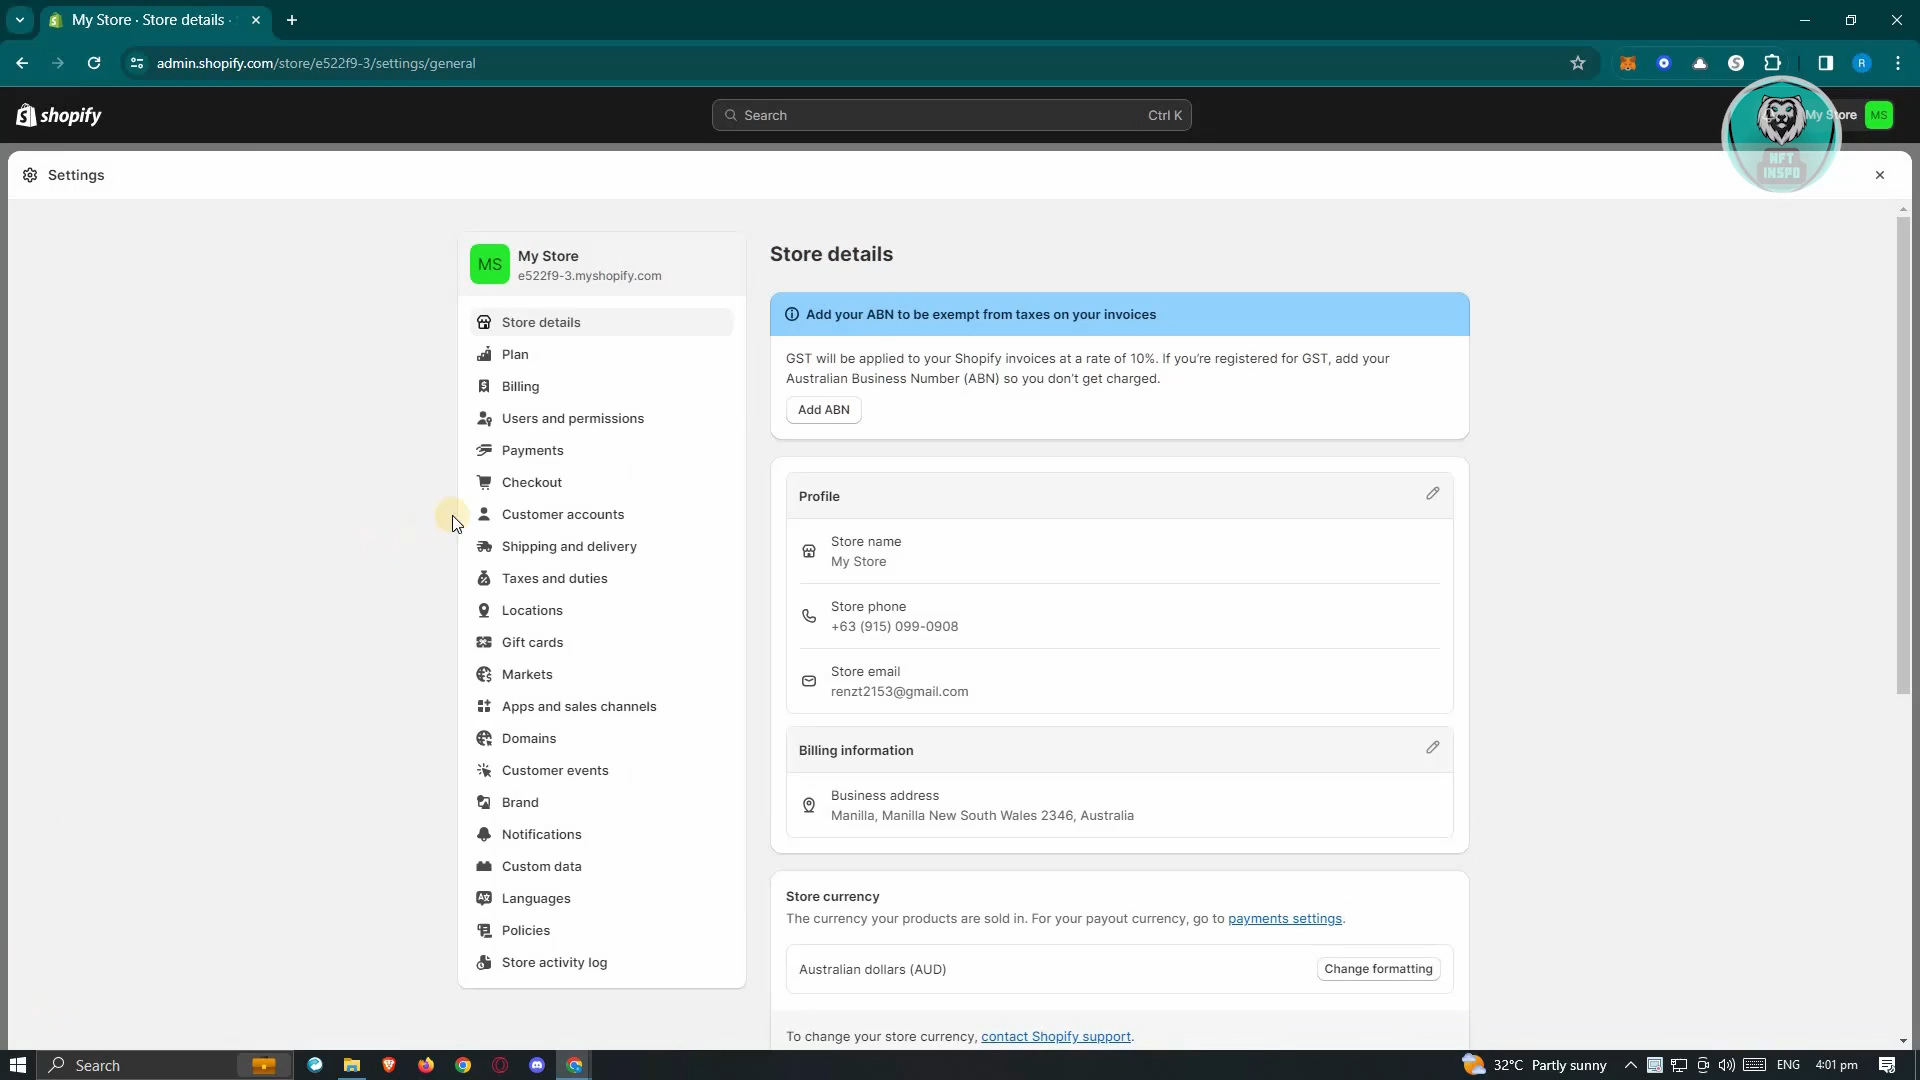 My Store · Store details ·
admin.shopify.com/store/e522f9-3/settings/general
R
shopify
Search
Ctrl K
My Store
MS
NFT
INSPO
Settings
MS
My Store
e522f9-3.myshopify.com
Store details
Plan
Billing
Users and permissions
Payments
Checkout
Customer accounts
Shipping and delivery
Taxes and duties
Locations
Gift cards
Markets
Apps and sales channels
Domains
Customer events
Brand
Notifications
Custom data
Languages
Policies
Store activity log
Store details
Add your ABN to be exempt from taxes on your invoices
GST will be applied to your Shopify invoices at a rate of 10%. If you're registered for GST, add your
Australian Business Number (ABN) so you don't get charged.
Add ABN
Profile
Store name
My Store
Store phone
+63 (915) 099-0908
Store email
renzt2153@gmail.com
Billing information
Business address
Manilla, Manilla New South Wales 2346, Australia
Store currency
The currency your products are sold in. For your payout currency, go to payments settings.
Australian dollars (AUD)
Change formatting
To change your store currency, contact Shopify support.
Search
32°C Partly sunny
ENG
4:01 pm